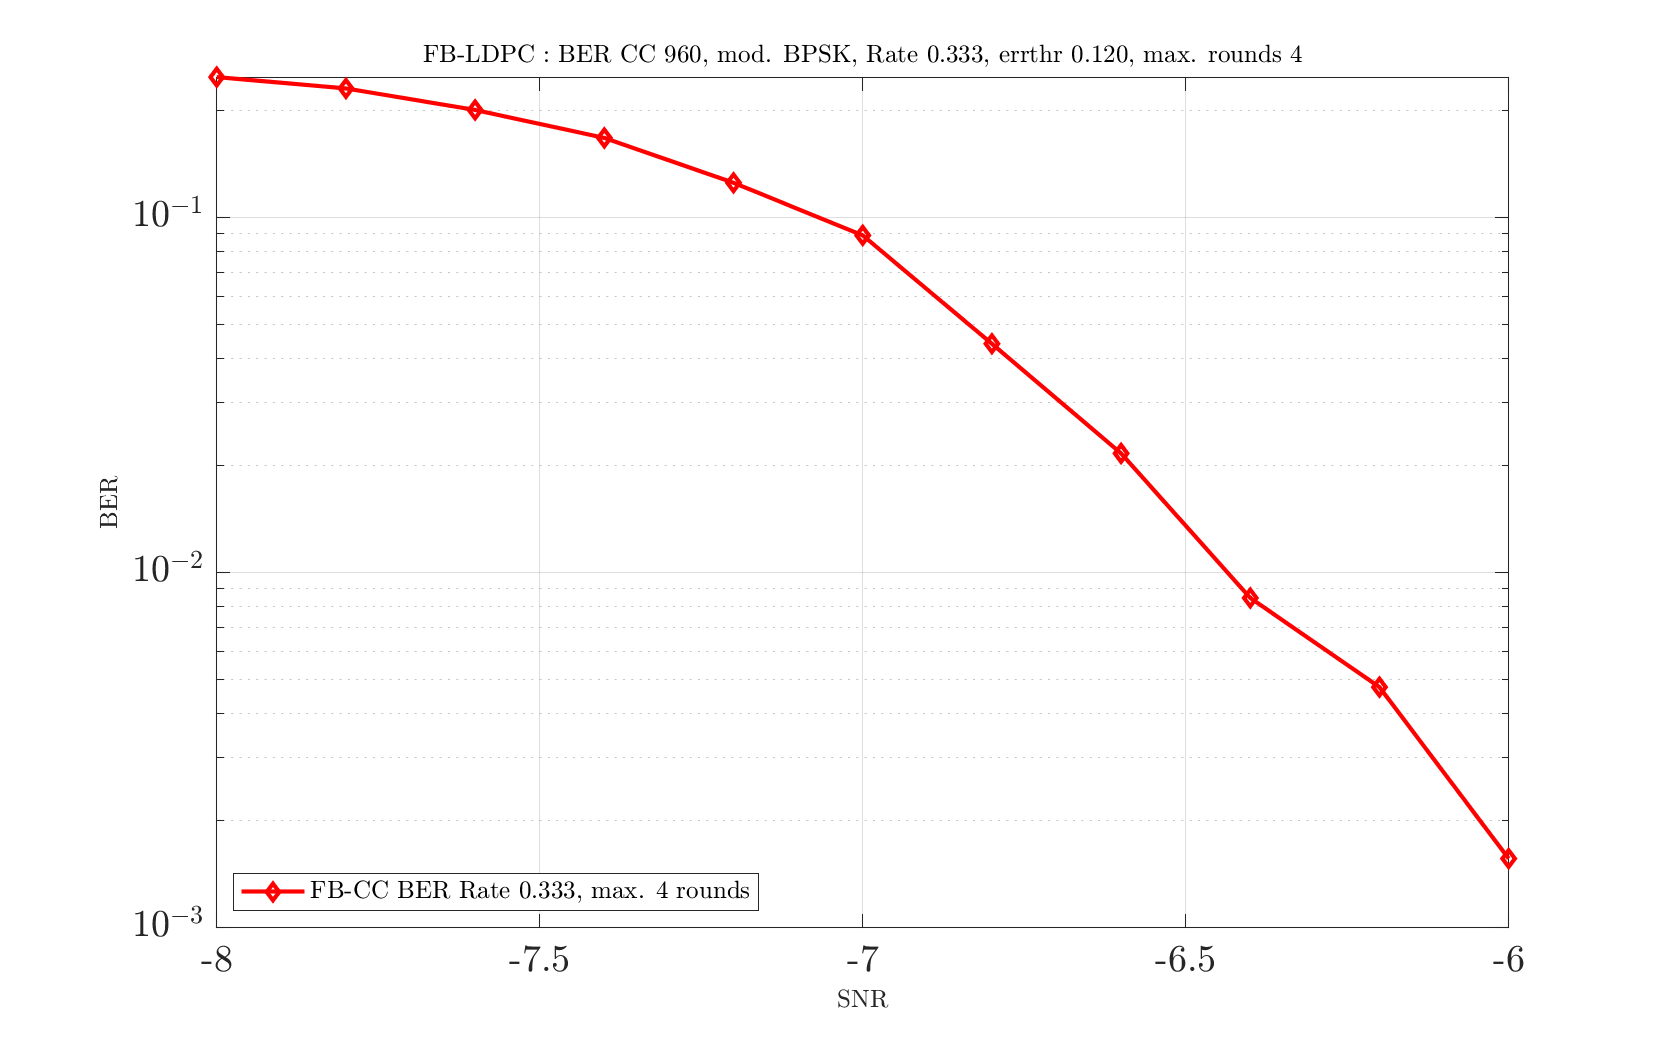 FB-LDPC : BER CC 960, mod. BPSK, Rate 0.333, errthr 0.120, max. rounds 4
10⁻¹
BER
10⁻²
FB-CC BER Rate 0.333, max. 4 rounds
10⁻³
-8 -7.5 -7 -6.5 -6
SNR